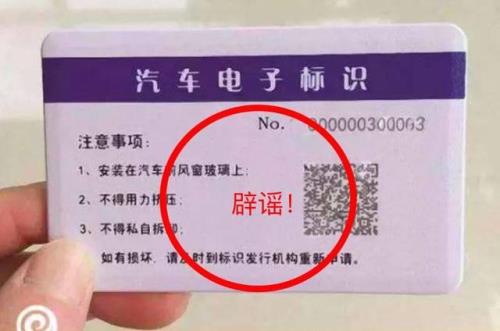 汽车电子标识
No. 000000300003
注意事项:
1、安装在汽车前风窗玻璃上;
2、不得用力挤压;
3、不得私自拆卸;
如有损坏,请及时到标识发行机构重新申请。
辟谣!